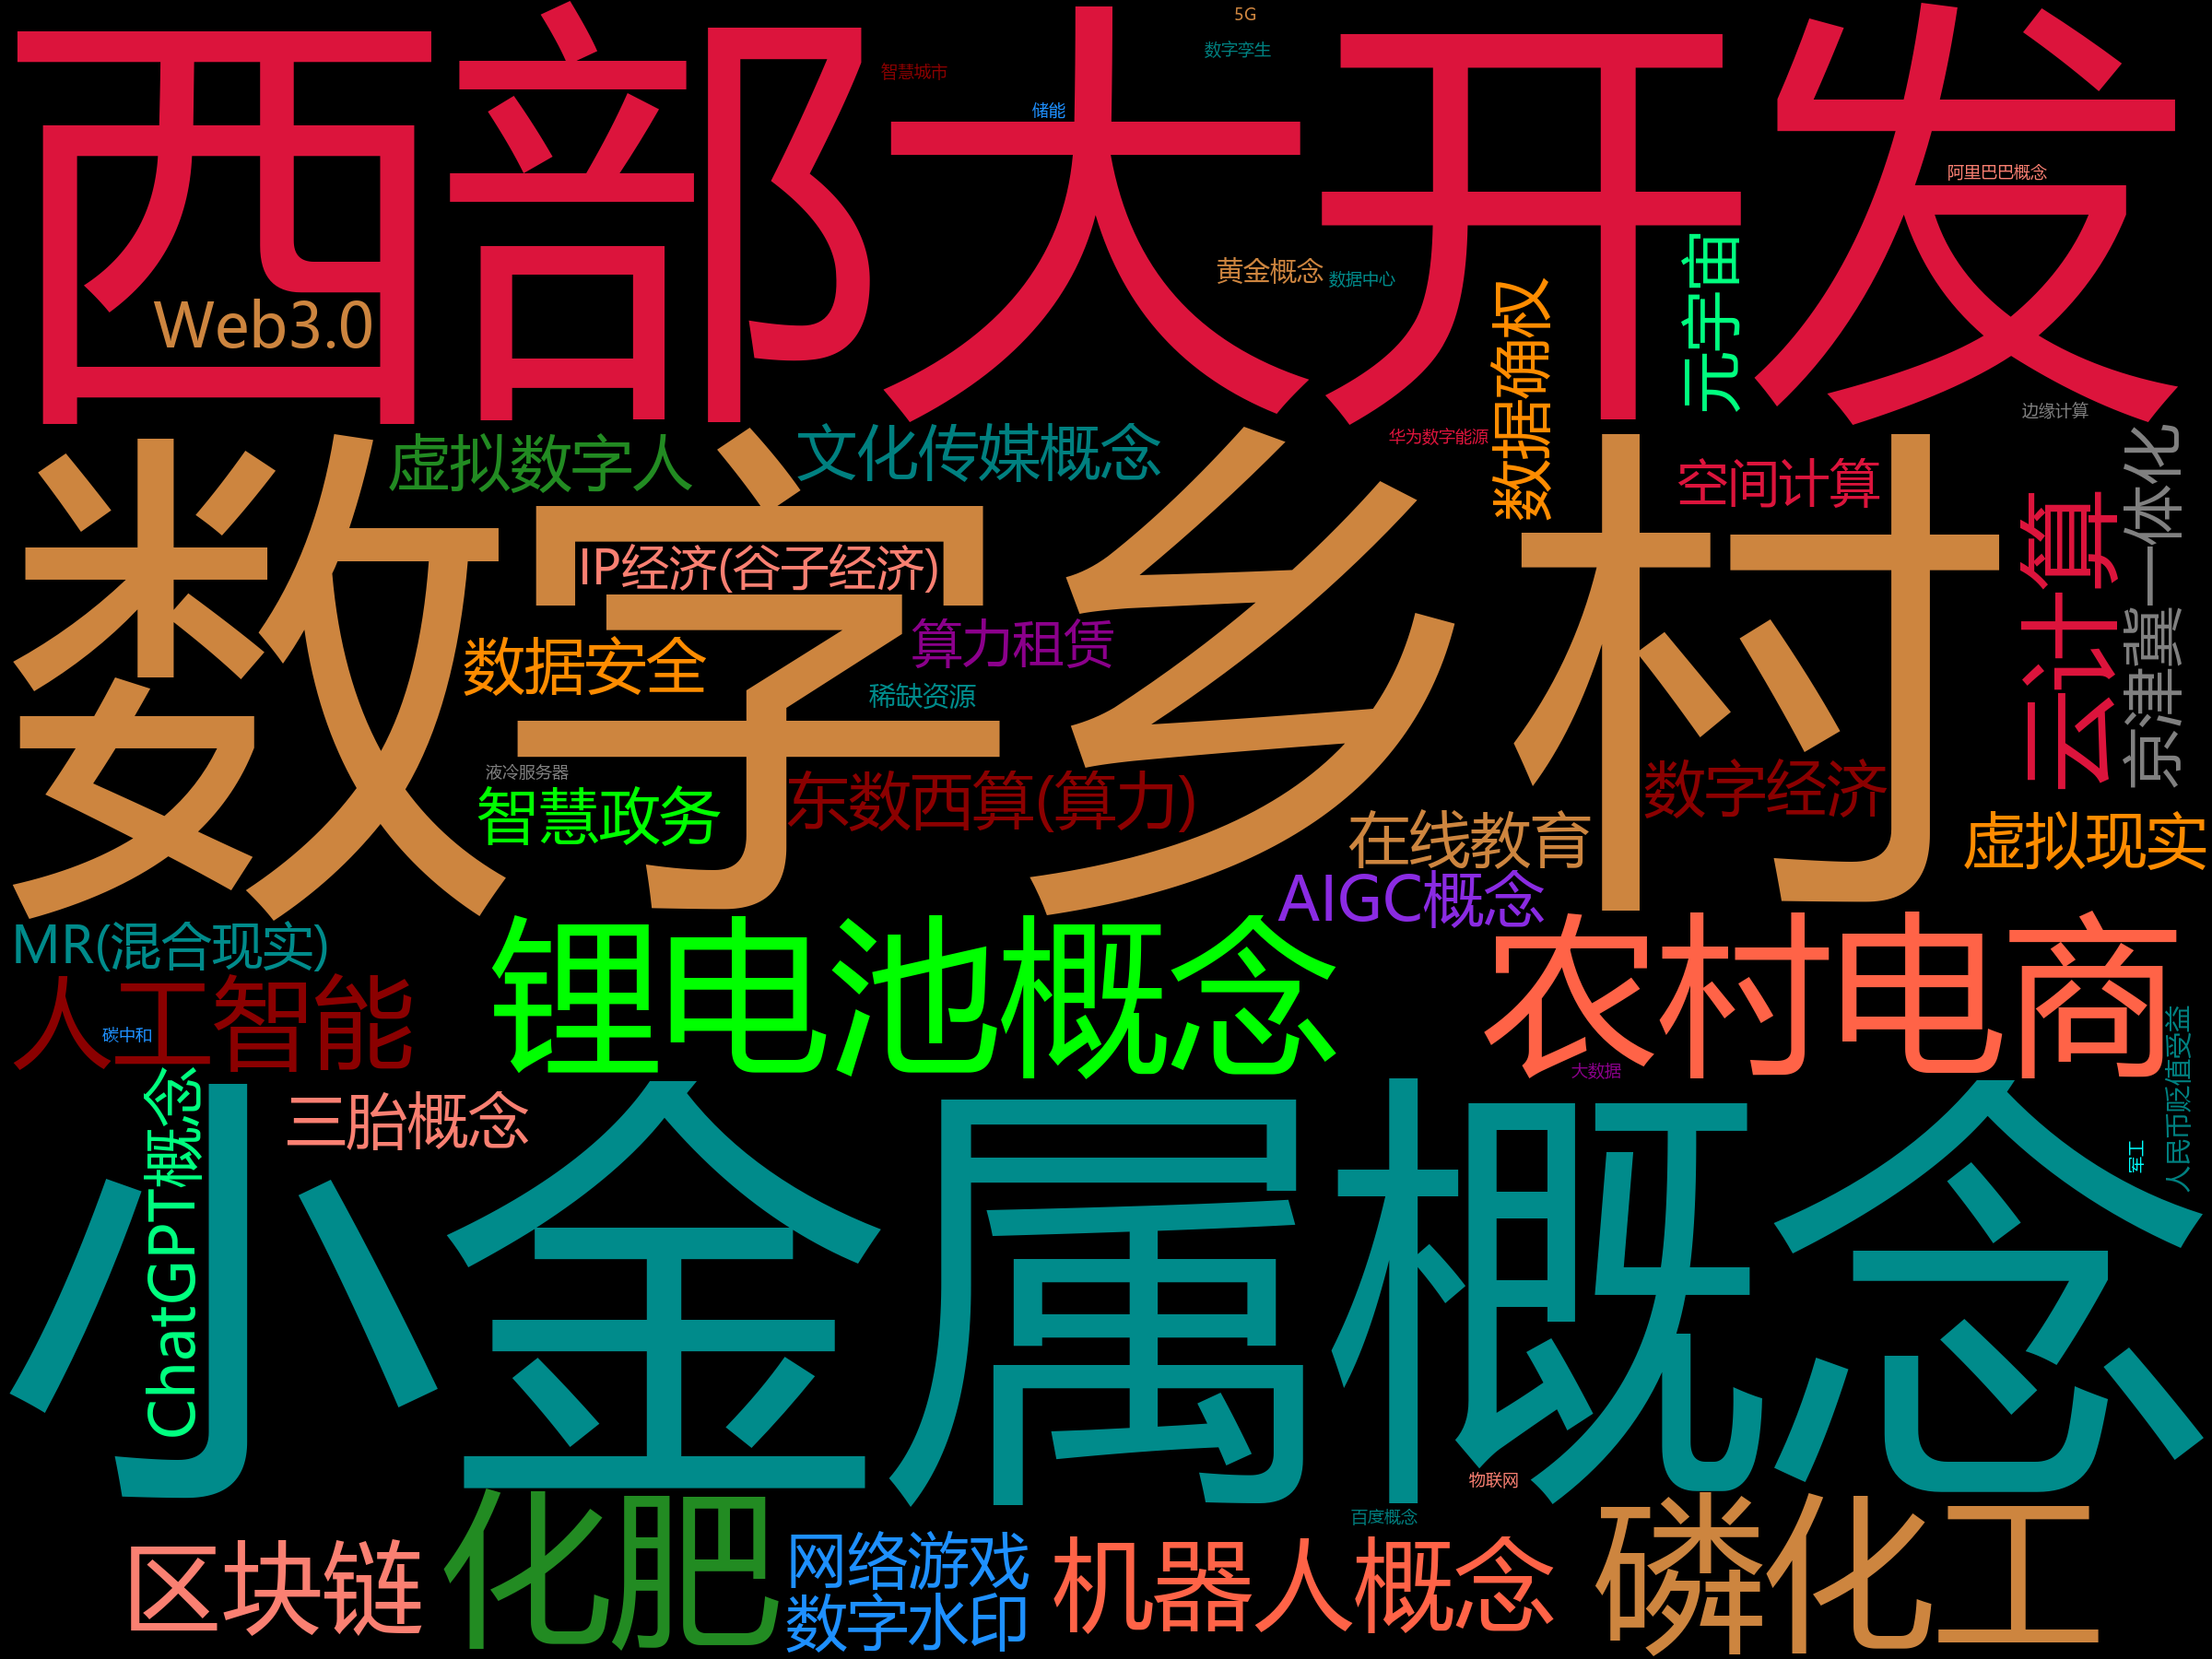 5G
数字孪生
智慧城市
储能
西部大开发
阿里巴巴概念
黄金概念
数据中心
Web3.0
元宇宙
数据确权
边缘计算
华为数字能源
虚拟数字人
文化传媒概念
空间计算
京津冀一体化
云计算
数字乡村
IP经济(谷子经济)
算力租赁
数据安全
稀缺资源
液冷服务器
智慧政务
东数西算(算力)
数字经济
在线教育
虚拟现实
AIGC概念
MR(混合现实)
锂电池概念
农村电商
人工智能
碳中和
大数据
人民币贬值受益
军工
ChatGPT概念
三胎概念
小金属概念
物联网
百度概念
区块链
化肥
网络游戏
数字水印
机器人概念
磷化工